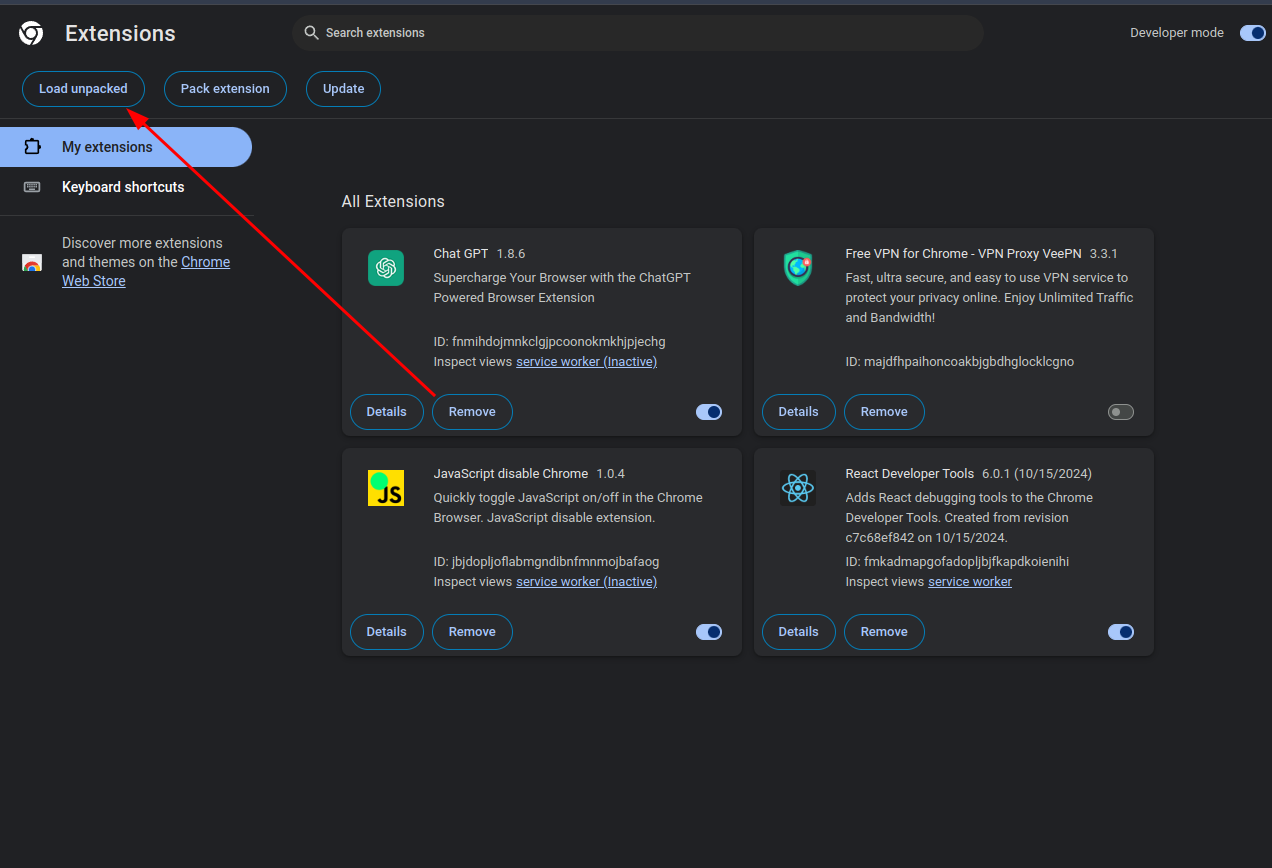 Extensions
Search extensions
Developer mode
Load unpacked
Pack extension
Update
My extensions
Keyboard shortcuts
Discover more extensions
and themes on the Chrome
Web Store
All Extensions
Chat GPT 1.8.6
Supercharge Your Browser with the ChatGPT
Powered Browser Extension
ID: fnmihdojmnkclgjpcoonokmkhjpjechg
Inspect views service worker (Inactive)
Details
Remove
Free VPN for Chrome - VPN Proxy VeePN 3.3.1
Fast, ultra secure, and easy to use VPN service to
protect your privacy online. Enjoy Unlimited Traffic
and Bandwidth!
ID: majdfhpaihoncoakbjgbdhglocklcgno
Details
Remove
JS
JavaScript disable Chrome 1.0.4
Quickly toggle JavaScript on/off in the Chrome
Browser. JavaScript disable extension.
ID: jbjdopljoflabmgndibnfmnmojbafaog
Inspect views service worker (Inactive)
Details
Remove
React Developer Tools 6.0.1 (10/15/2024)
Adds React debugging tools to the Chrome
Developer Tools. Created from revision
c7c68ef842 on 10/15/2024.
ID: fmkadmapgofadopljbjfkapdkoienihi
Inspect views service worker
Details
Remove